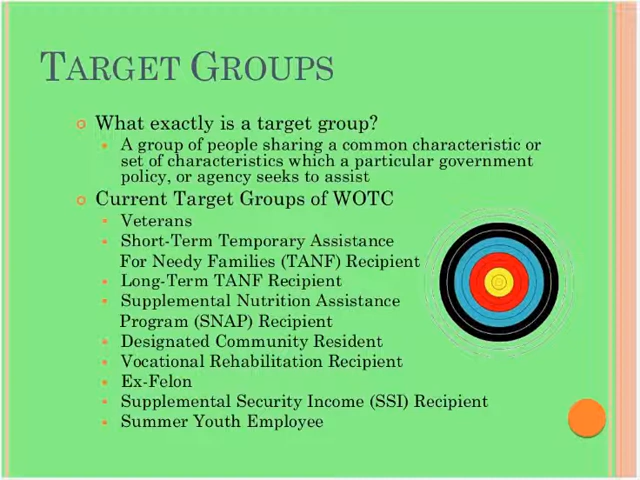 TARGET GROUPS
What exactly is a target group?
A group of people sharing a common characteristic or
set of characteristics which a particular government
policy, or agency seeks to assist
Current Target Groups of WOTC
Veterans
Short-Term Temporary Assistance
For Needy Families (TANF) Recipient
Long-Term TANF Recipient
Supplemental Nutrition Assistance
Program (SNAP) Recipient
Designated Community Resident
Vocational Rehabilitation Recipient
Ex-Felon
Supplemental Security Income (SSI) Recipient
Summer Youth Employee